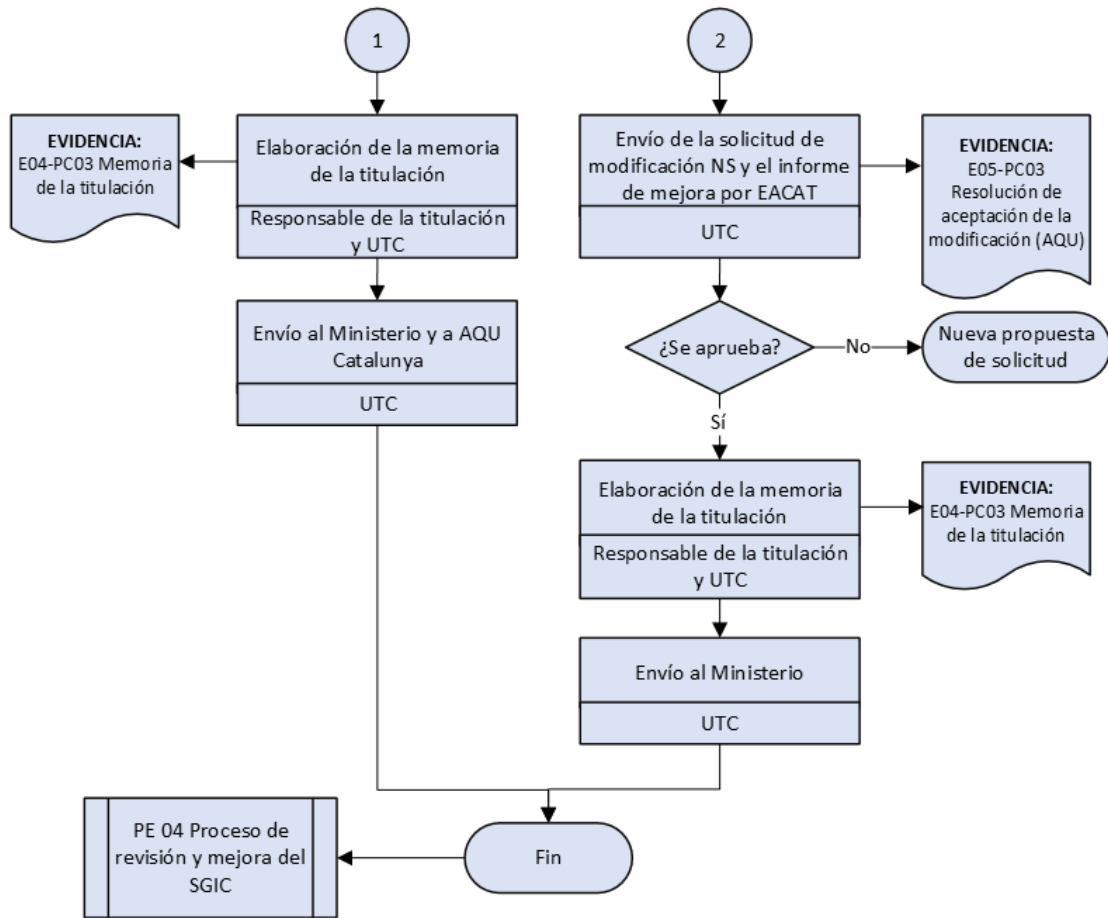 1
2
EVIDENCIA:
E04-PC03 Memoria
de la titulación
Elaboración de la memoria
de la titulación
Responsable de la titulación
y UTC
Envío de la solicitud de
modificación NS y el informe
de mejora por EACAT
UTC
EVIDENCIA:
E05-PC03
Resolución de
aceptación de la
modificación (AQU)
Envío al Ministerio y a AQU
Catalunya
UTC
¿Se aprueba?
No
Nueva propuesta
de solicitud
Sí
Elaboración de la memoria
de la titulación
Responsable de la titulación
y UTC
EVIDENCIA:
E04-PC03 Memoria
de la titulación
Envío al Ministerio
UTC
PE 04 Proceso de
revisión y mejora del
SGIC
Fin